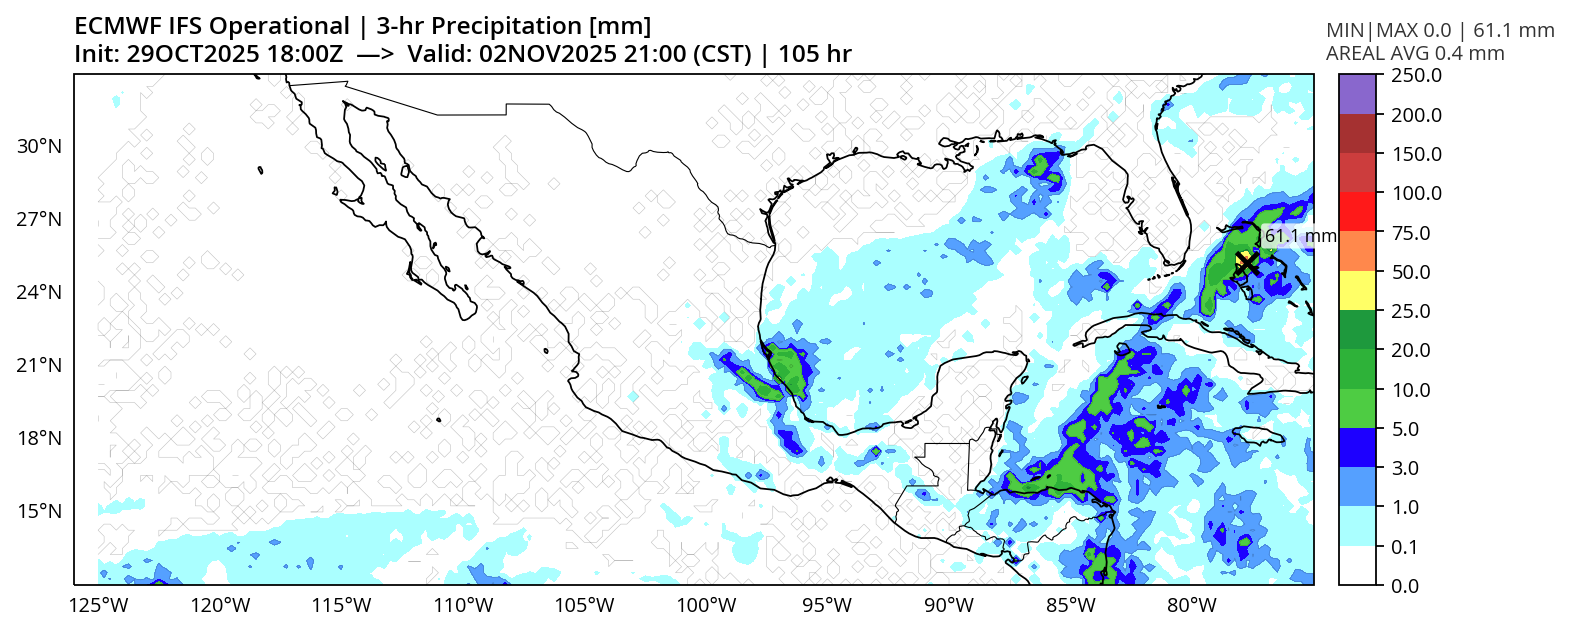 ECMWF IFS Operational | 3-hr Precipitation [mm]
Init: 29OCT2025 18:00Z —> Valid: 02NOV2025 21:00 (CST) | 105 hr
MIN|MAX 0.0 | 61.1 mm
AREAL AVG 0.4 mm
250.0
200.0
150.0
100.0
75.0
50.0
25.0
20.0
10.0
5.0
3.0
1.0
0.1
0.0
30°N
27°N
24°N
21°N
18°N
15°N
61.1 mm
125°W
120°W
115°W
110°W
105°W
100°W
95°W
90°W
85°W
80°W